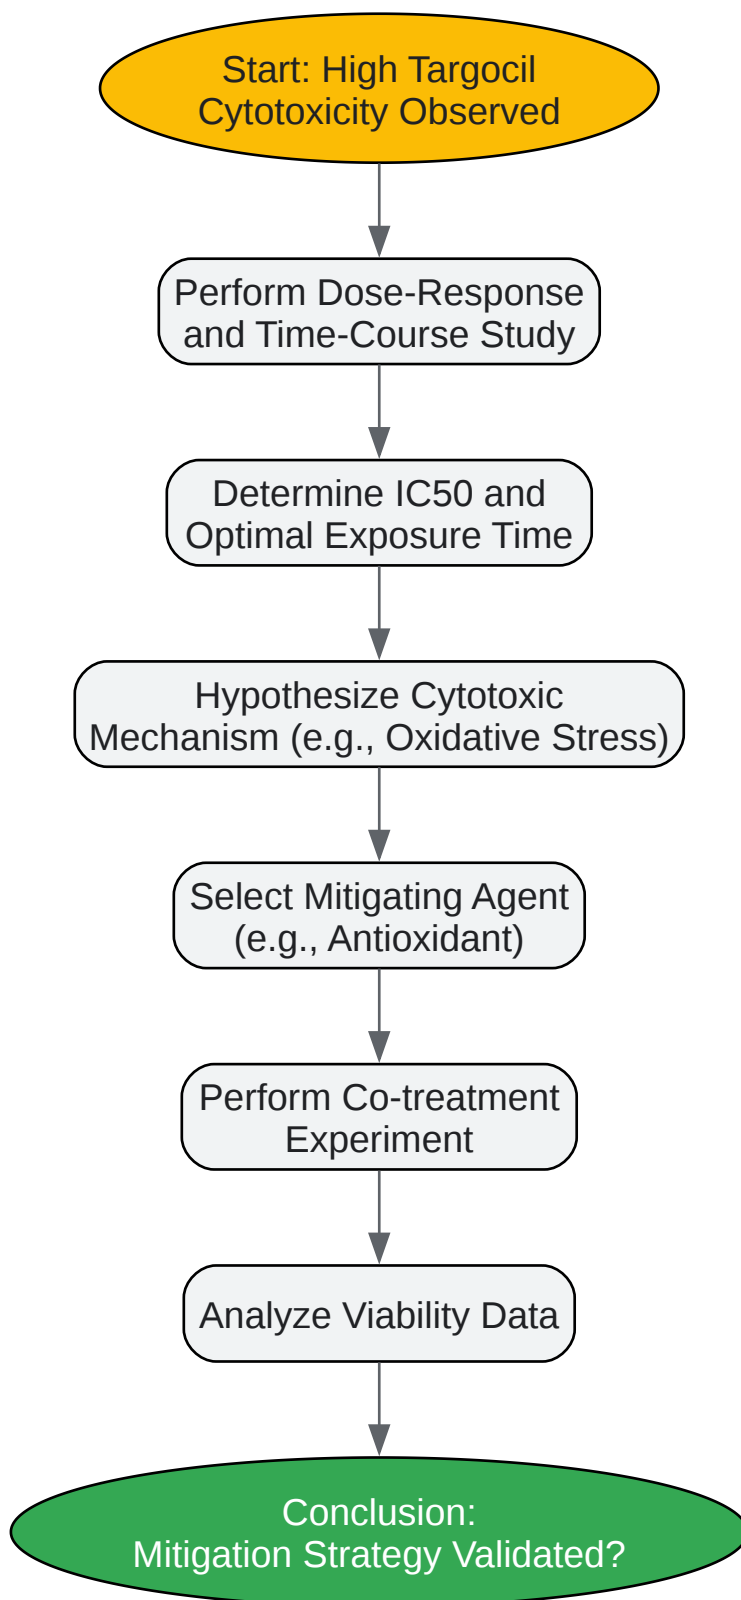 Start: High Targocil
Cytotoxicity Observed
Perform Dose-Response
and Time-Course Study
Determine IC50 and
Optimal Exposure Time
Hypothesize Cytotoxic
Mechanism (e.g., Oxidative Stress)
Select Mitigating Agent
(e.g., Antioxidant)
Perform Co-treatment
Experiment
Analyze Viability Data
Conclusion:
Mitigation Strategy Validated?